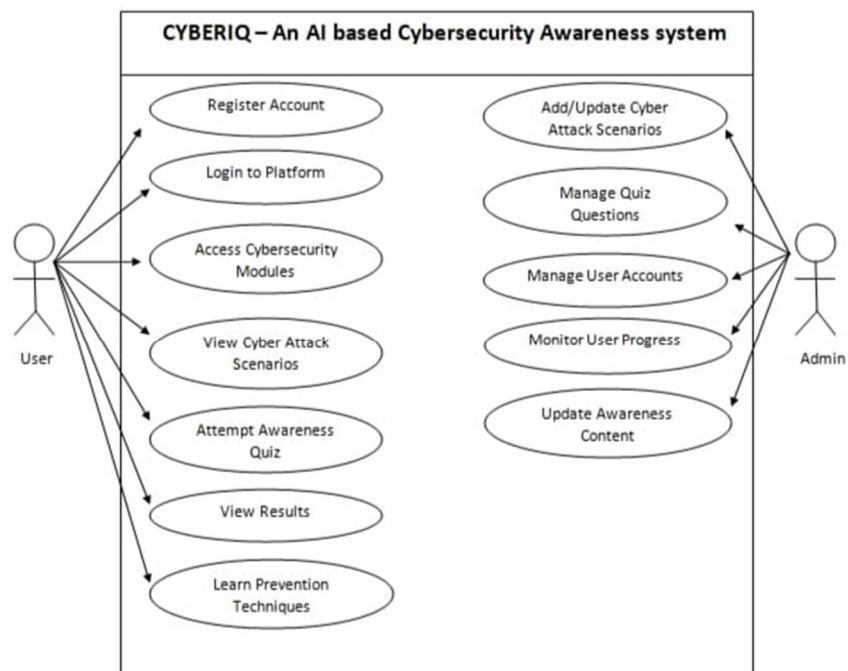 CYBERIQ – An AI based Cybersecurity Awareness system
Register Account
Login to Platform
Access Cybersecurity
Modules
View Cyber Attack
Scenarios
Attempt Awareness
Quiz
View Results
Learn Prevention
Techniques
User
Add/Update Cyber
Attack Scenarios
Manage Quiz
Questions
Manage User Accounts
Monitor User Progress
Update Awareness
Content
Admin